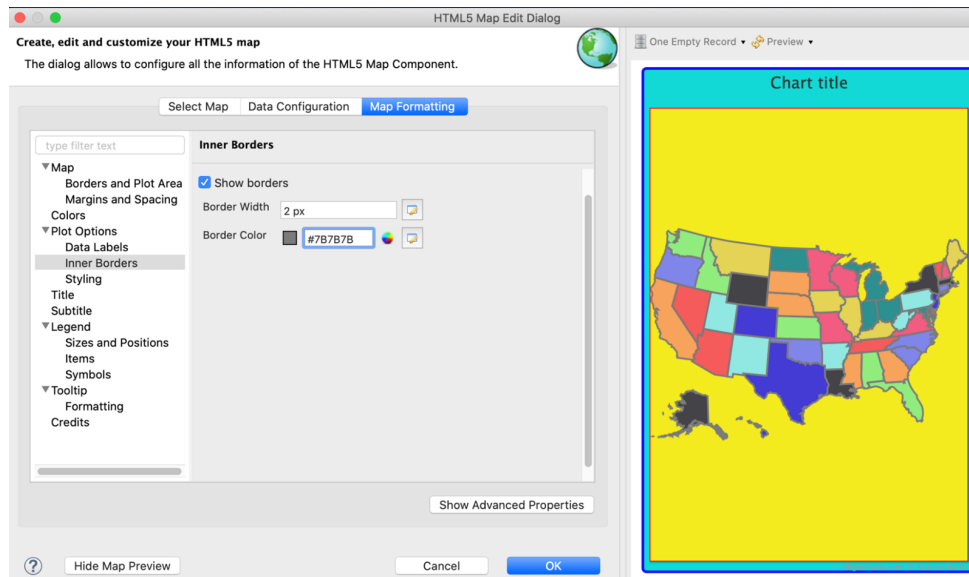 HTML5 Map Edit Dialog
Create, edit and customize your HTML5 map
The dialog allows to configure all the information of the HTML5 Map Component.
Select Map
Data Configuration
Map Formatting
type filter text
Map
Borders and Plot Area
Margins and Spacing
Colors
Plot Options
Data Labels
Inner Borders
Styling
Title
Subtitle
Legend
Sizes and Positions
Items
Symbols
Tooltip
Formatting
Credits
Inner Borders
Show borders
Border Width
2 px
Border Color
#7B7B7B
Show Advanced Properties
?
Hide Map Preview
Cancel
OK
One Empty Record
Preview
Chart title